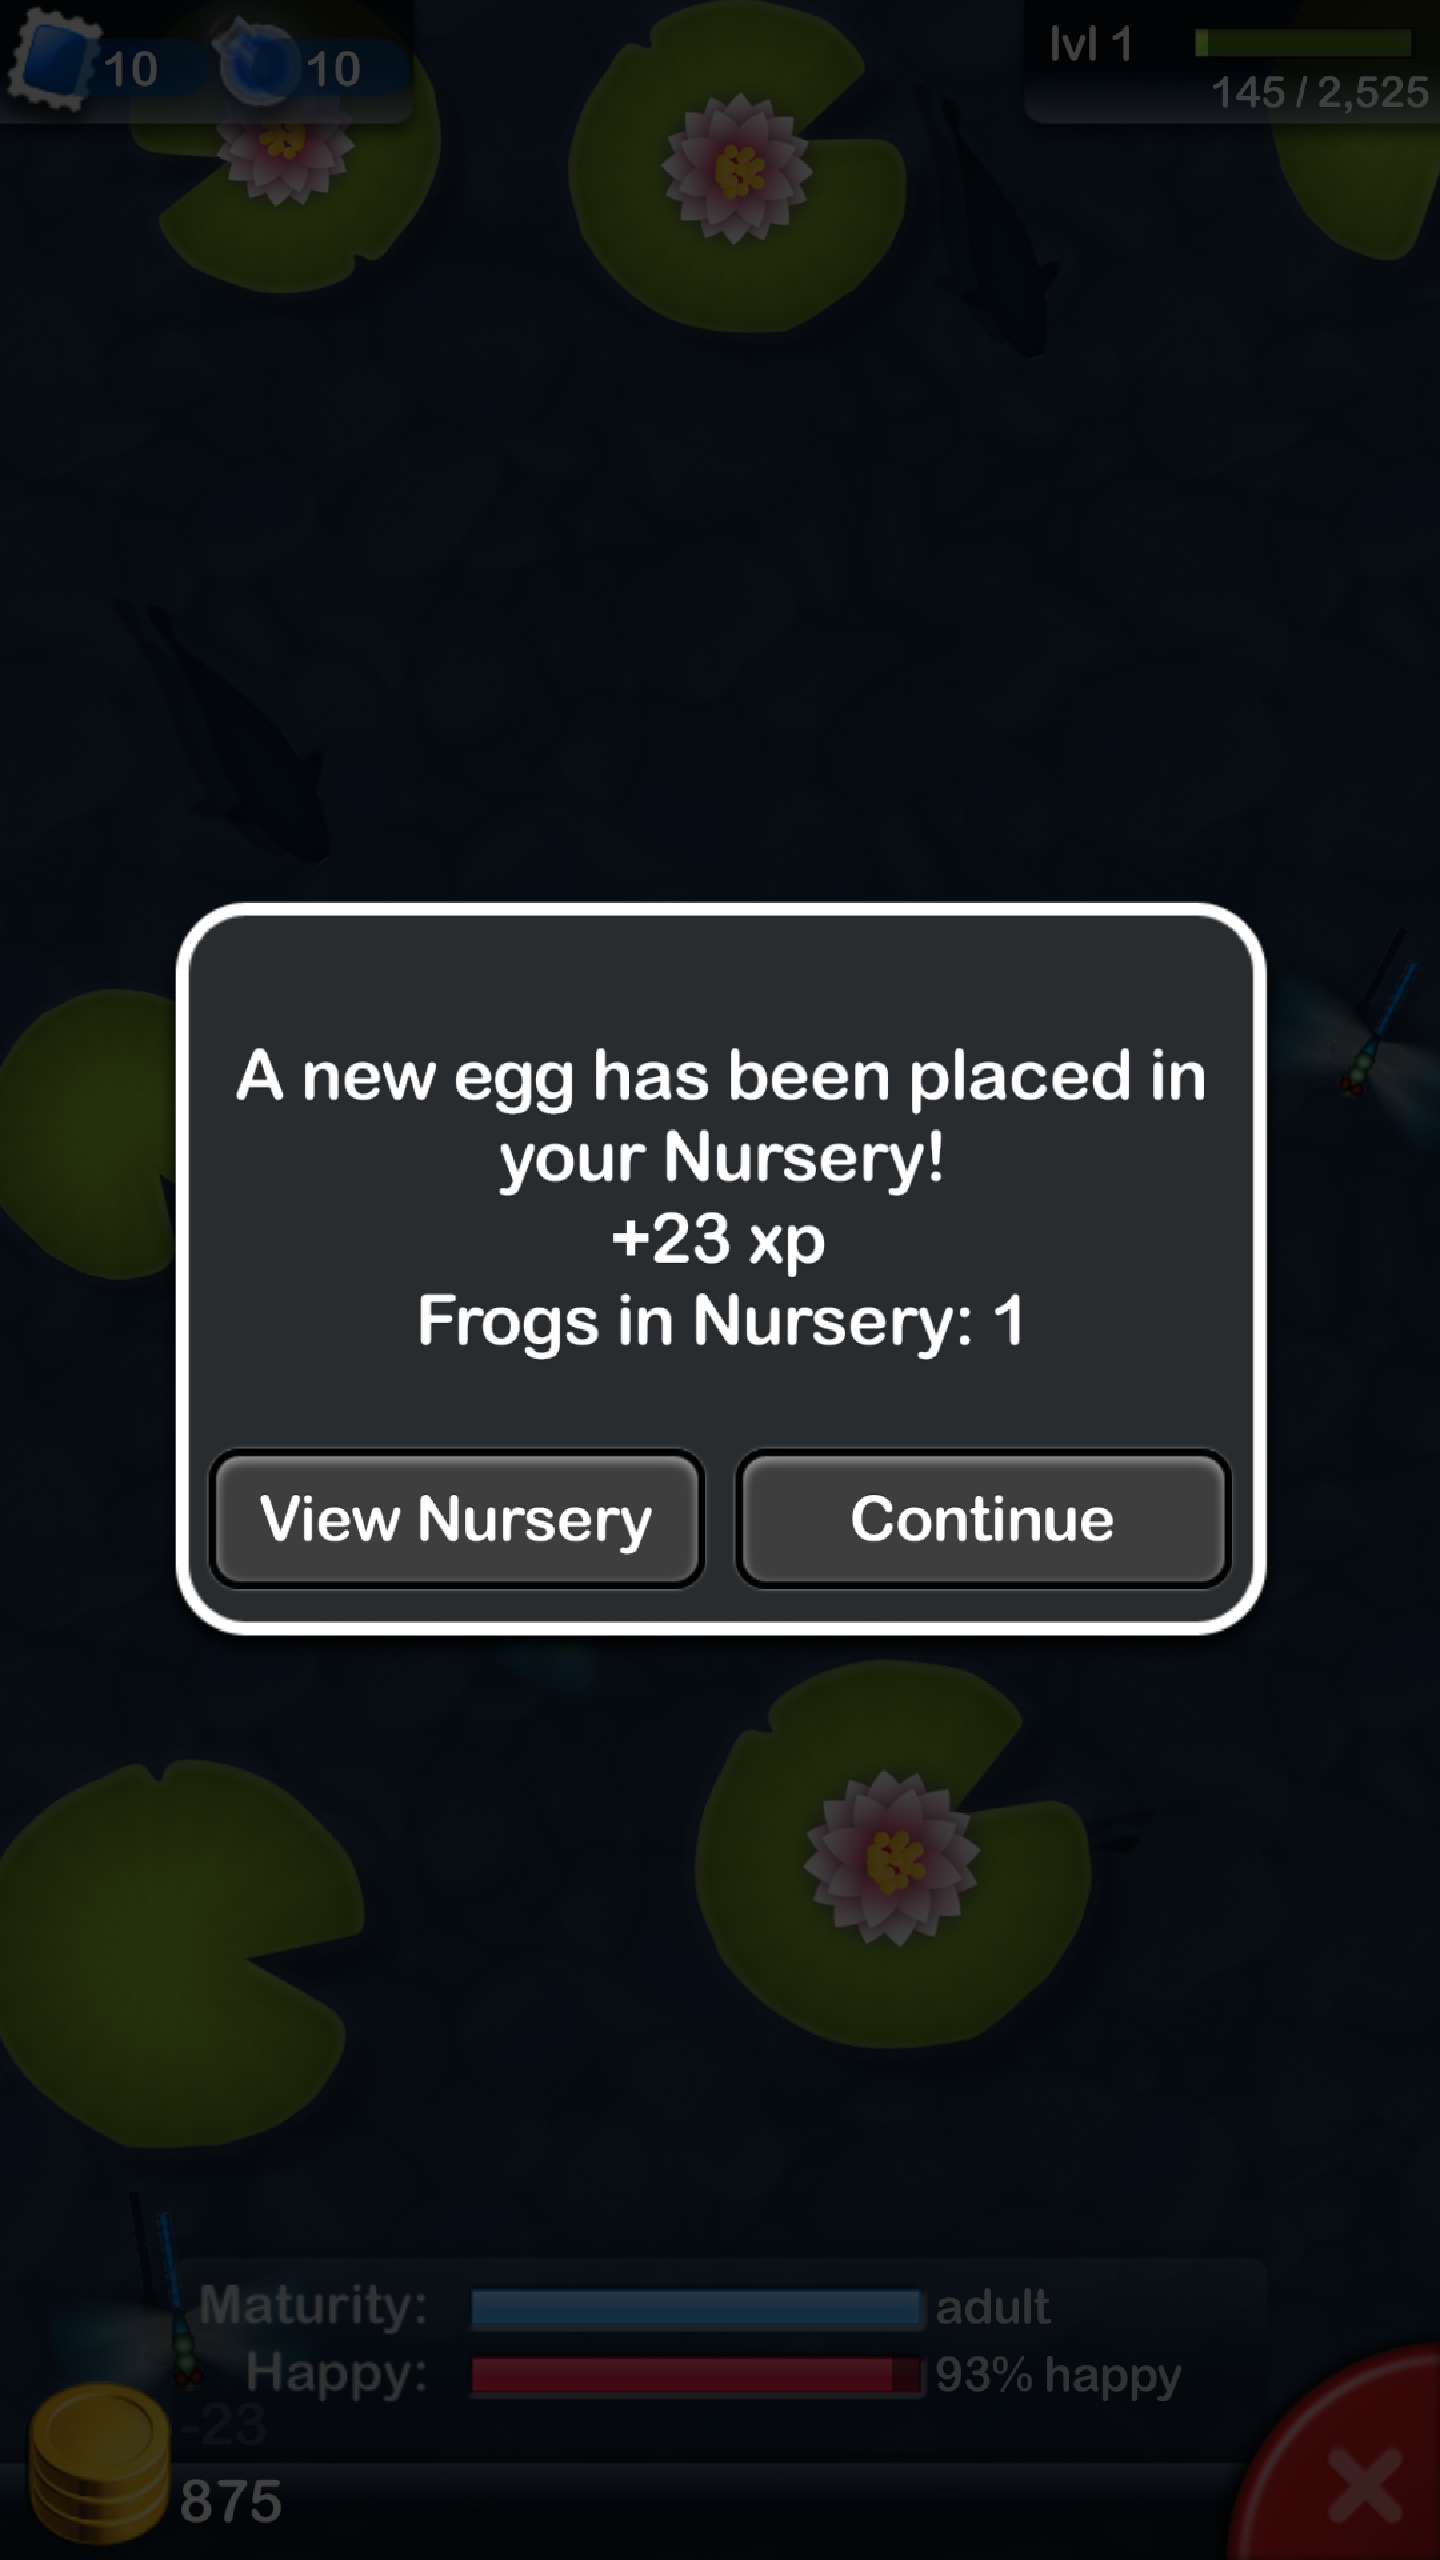 10
10
lvl 1
145 / 2,525
A new egg has been placed in
your Nursery!
+23 xp
Frogs in Nursery: 1
View Nursery
Continue
Maturity: adult
Happy: 93% happy
-23
875